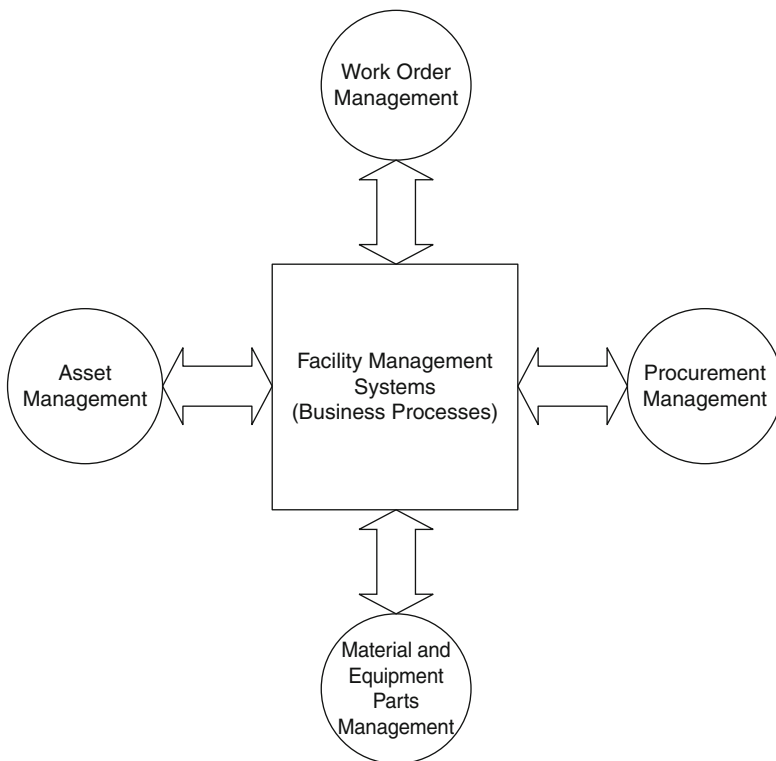 Work Order
Management
Asset
Management
Facility Management
Systems
(Business Processes)
Procurement
Management
Material and
Equipment
Parts
Management